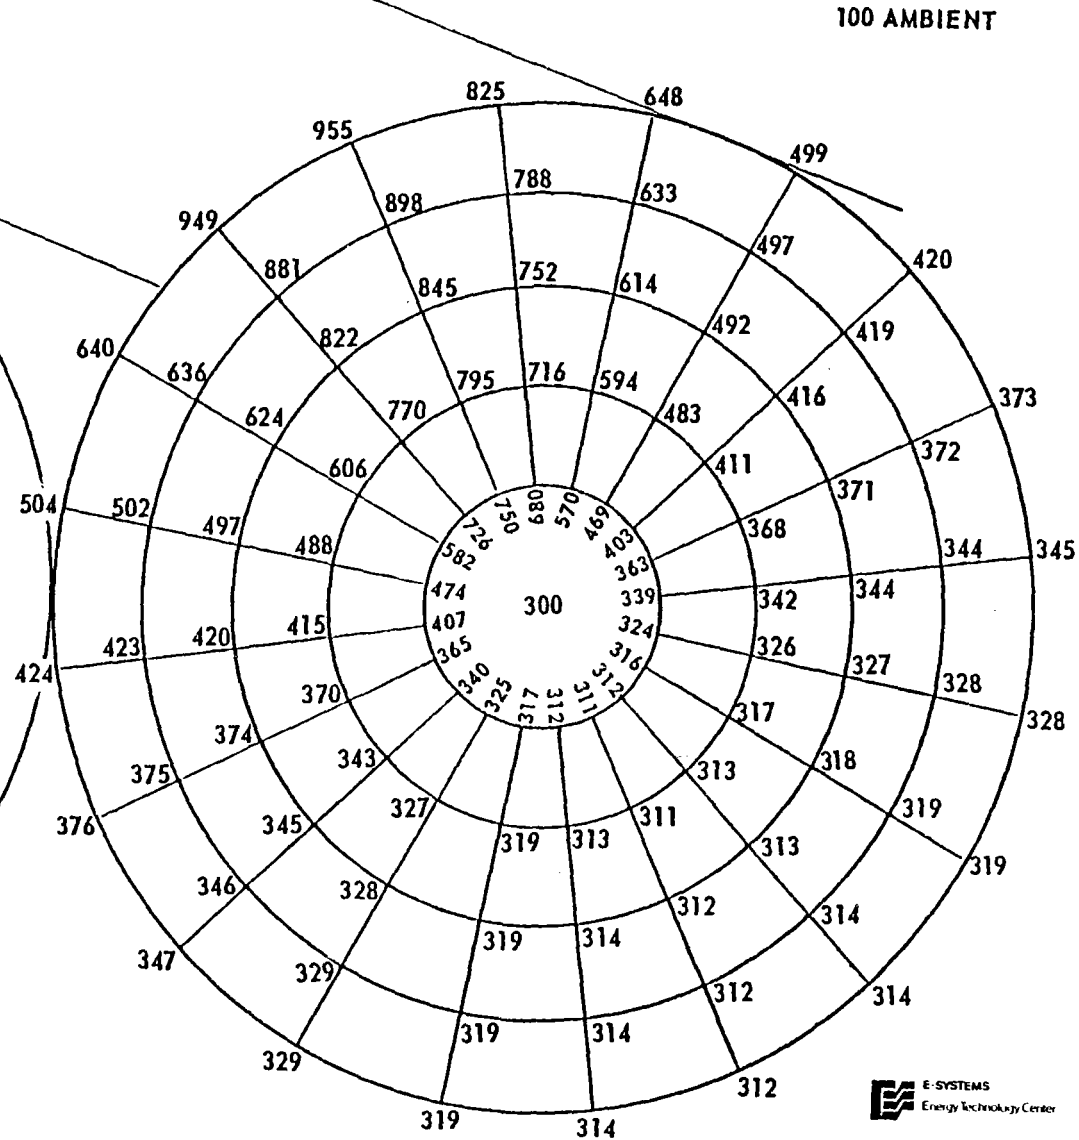 100 AMBIENT
825 648
955 499
949 898 788 633 497 420
881 845 752 614 492 419
640 636 822 795 716 594 483 416 373
624 770 411 372
606 371
504 502 497 488 582 726 750 680 570 469 403 363 368 344 345
474 300 339 342 344
424 423 420 415 407 324 326 327 328 328
365 340 325 317 312 311 312 316
376 375 374 370 343 327 319 313 311 313 317 318 319 319
347 346 345 328 319 314 312 313 314 314
329 329 319 314 312
319 314 312
E-SYSTEMS
Energy Technology Center